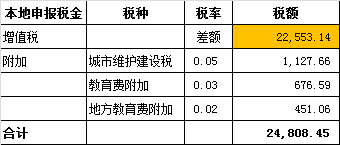 本地申报税金 税种 税率 税额
增值税 差额 22,553.14
附加 城市维护建设税 0.05 1,127.66
教育费附加 0.03 676.59
地方教育费附加 0.02 451.06
合计 24,808.45